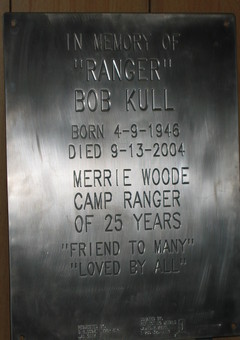 IN MEMORY OF
"RANGER"
BOB KULL
BORN 4-9-1946
DIED 9-13-2004
MERRIE WOODE
CAMP RANGER
OF 25 YEARS
"FRIEND TO MANY"
"LOVED BY ALL"